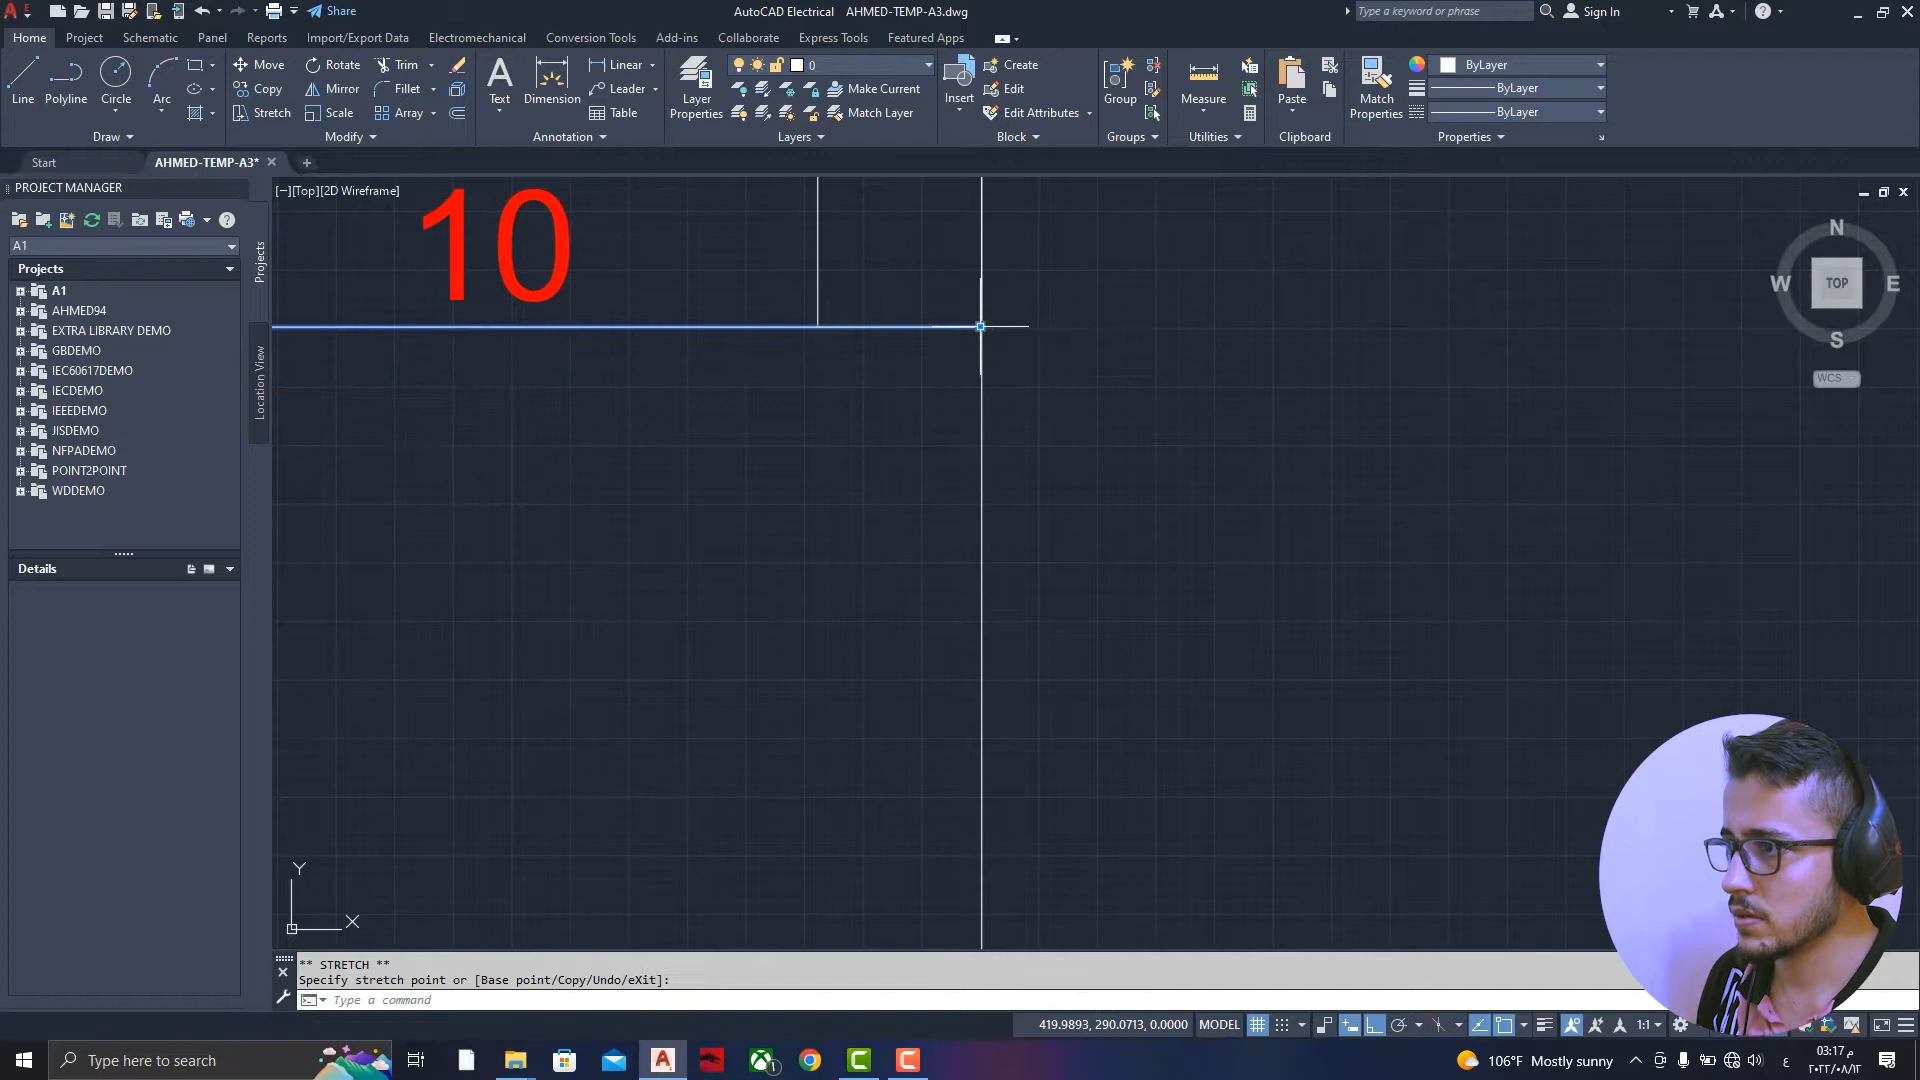 Share
AutoCAD Electrical AHMED-TEMP-A3.dwg
Type a keyword or phrase
Sign In
Home Project Schematic Panel Reports Import/Export Data Electromechanical Conversion Tools Add-ins Collaborate Express Tools Featured Apps
Line Polyline Circle Arc
Move Rotate Trim
Copy Mirror Fillet
Stretch Scale Array
Text Dimension
Linear
Leader
Table
Layer Properties
0
Make Current
Match Layer
Insert
Create
Edit
Edit Attributes
Group
Measure
Paste
Match Properties
ByLayer
ByLayer
ByLayer
Draw Modify Annotation Layers Block Groups Utilities Clipboard Properties
Start AHMED-TEMP-A3*
PROJECT MANAGER
A1
Projects
A1
AHMED94
EXTRA LIBRARY DEMO
GBDEMO
IEC60617DEMO
IECDEMO
IEEEDEMO
JISDEMO
NFPADEMO
POINT2POINT
WDDEMO
Details
Projects
Location View
[−][Top][2D Wireframe]
10
N
W TOP E
S
WCS
Y
X
** STRETCH **
Specify stretch point or [Base point/Copy/Undo/eXit]:
Type a command
419.9893, 290.0713, 0.0000 MODEL 1:1
Type here to search
106°F Mostly sunny
ع
03:17 م
٢٠٢٢/٠٨/١٢